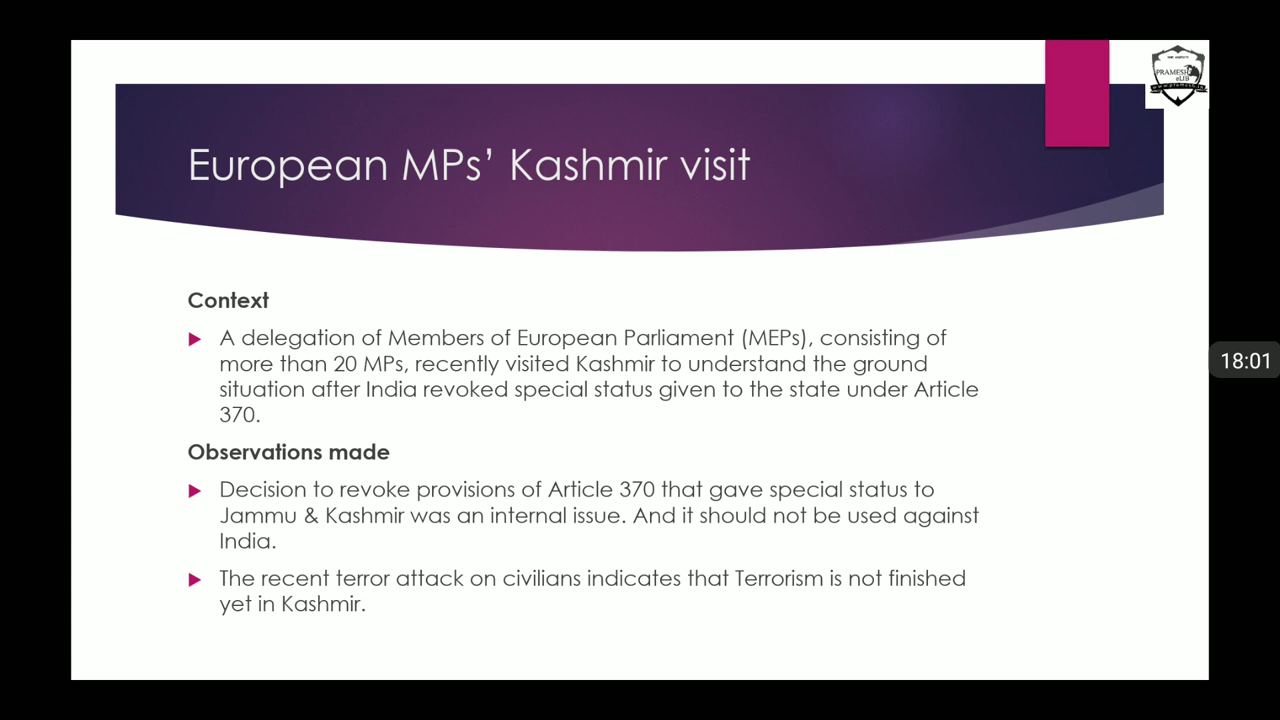 PRAMESH
eLIB
www.pramesh.in
European MPs’ Kashmir visit
Context
A delegation of Members of European Parliament (MEPs), consisting of
more than 20 MPs, recently visited Kashmir to understand the ground
situation after India revoked special status given to the state under Article
370.
18:01
Observations made
Decision to revoke provisions of Article 370 that gave special status to
Jammu & Kashmir was an internal issue. And it should not be used against
India.
The recent terror attack on civilians indicates that Terrorism is not finished
yet in Kashmir.